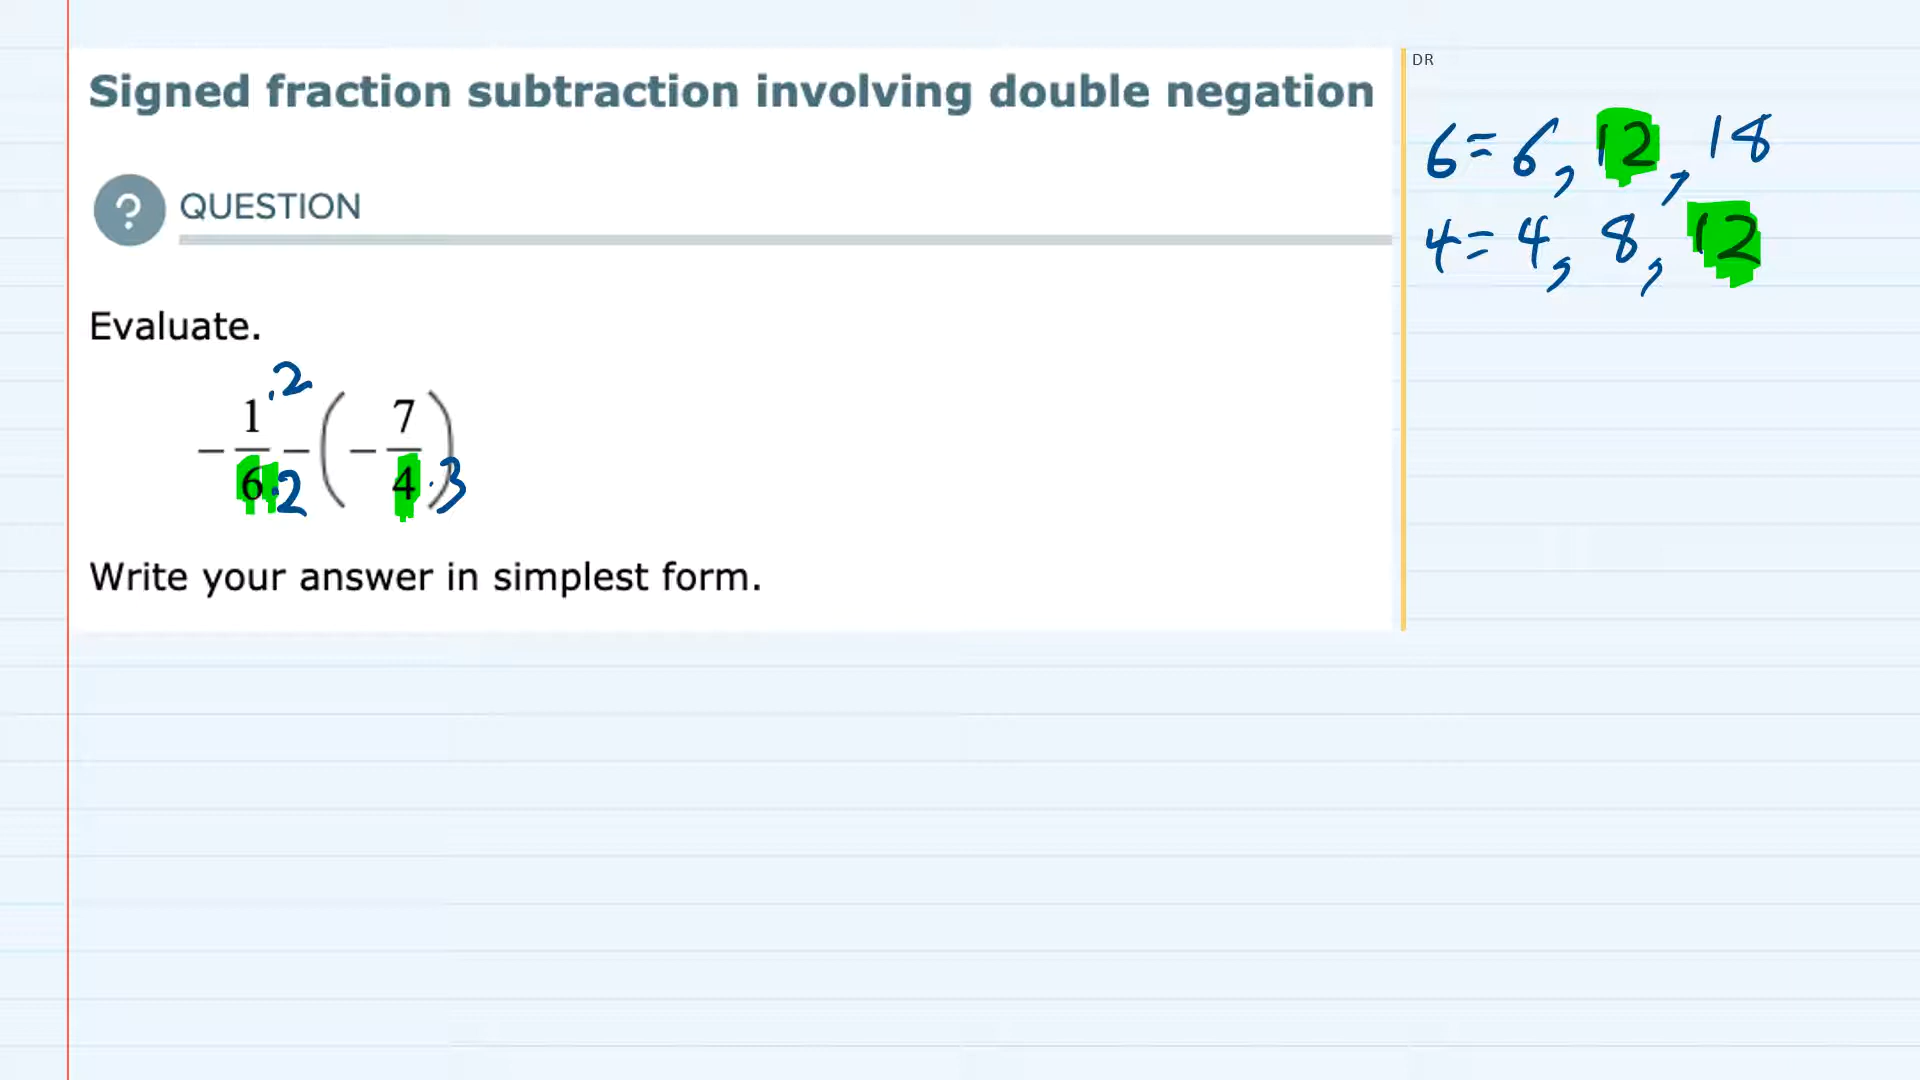 Signed fraction subtraction involving double negation
DR
6 = 6, 12, 18
4 = 4, 8, 12
? QUESTION
Evaluate.
·2
1 7
− − ( − )
6·2 4·3
Write your answer in simplest form.